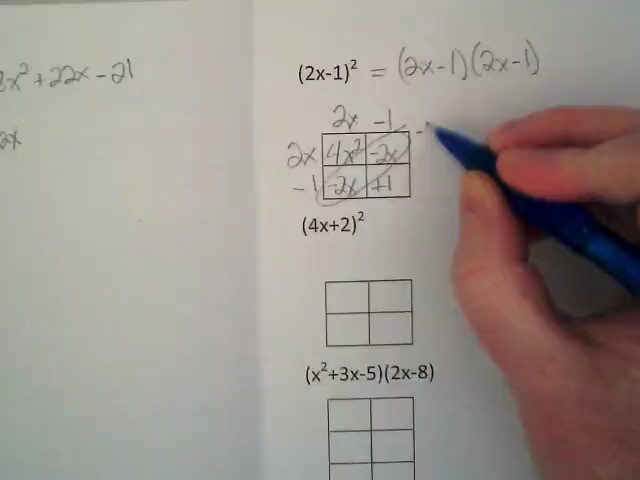 3x² + 22x - 21
2x
(2x-1)² = (2x-1)(2x-1)
2x -1
2x 4x² -2x
-1 -2x +1
(4x+2)²
(x²+3x-5)(2x-8)